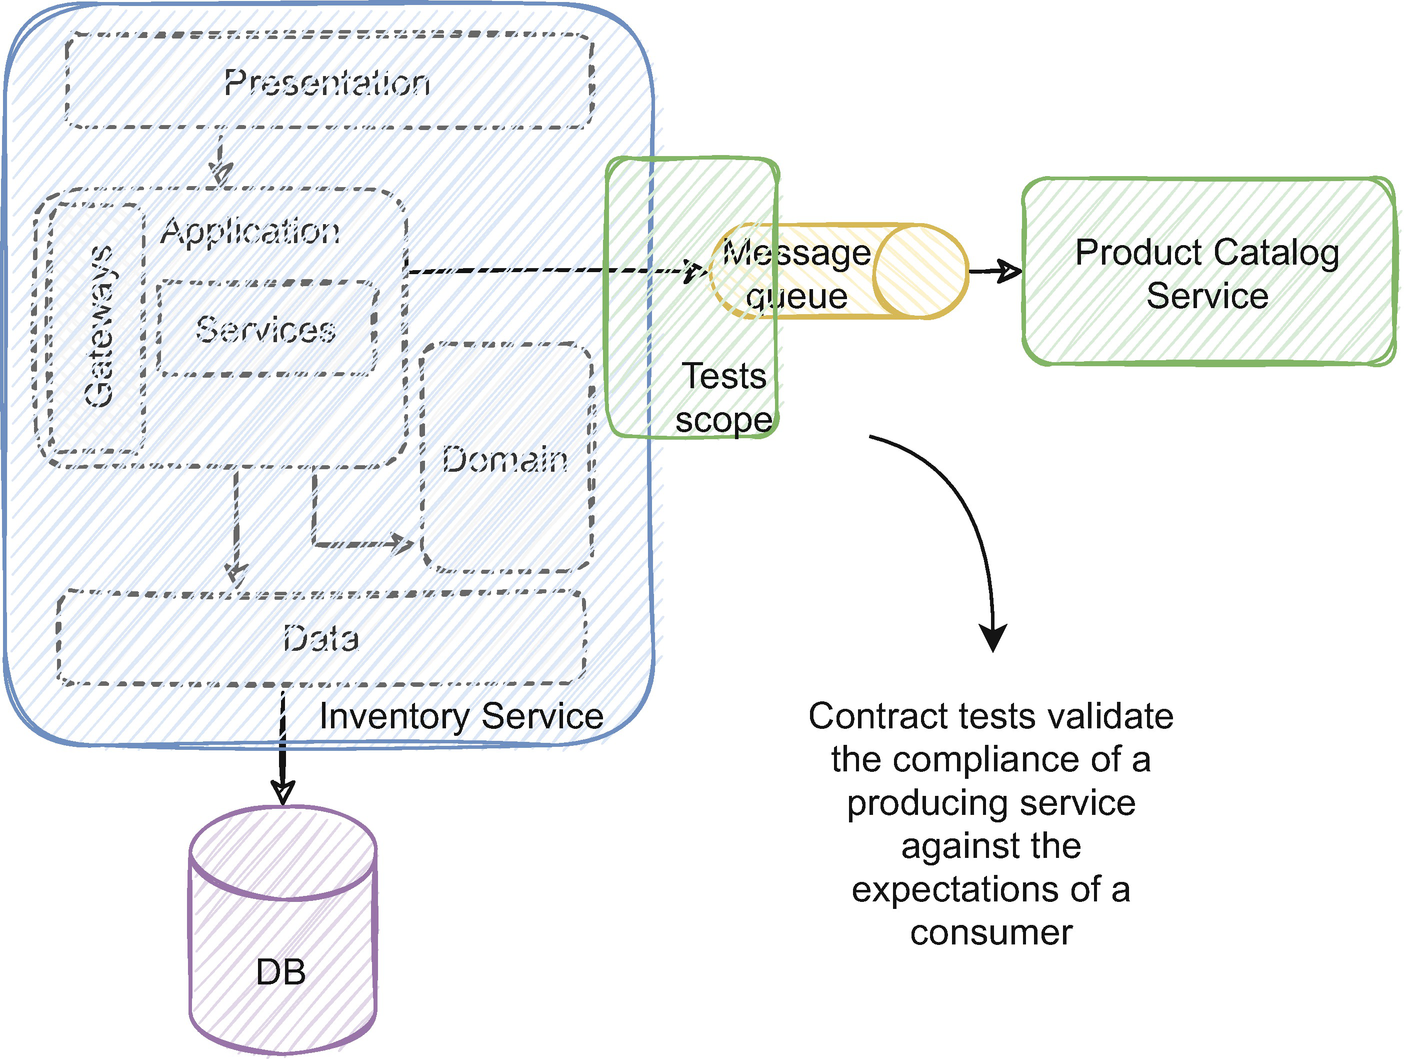 Presentation
Application
Gateways
Services
Domain
Data
Inventory Service
DB
Message
queue
Tests
scope
Product Catalog
Service
Contract tests validate
the compliance of a
producing service
against the
expectations of a
consumer